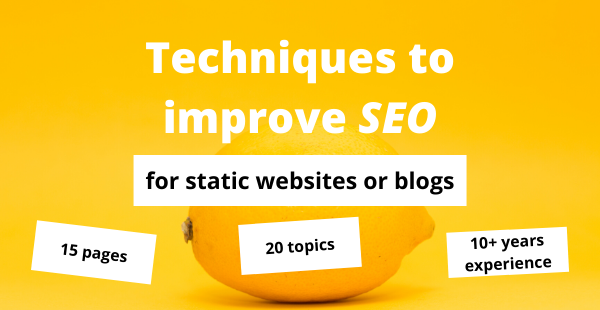 Techniques to
improve SEO
for static websites or blogs
15 pages
20 topics
10+ years
experience